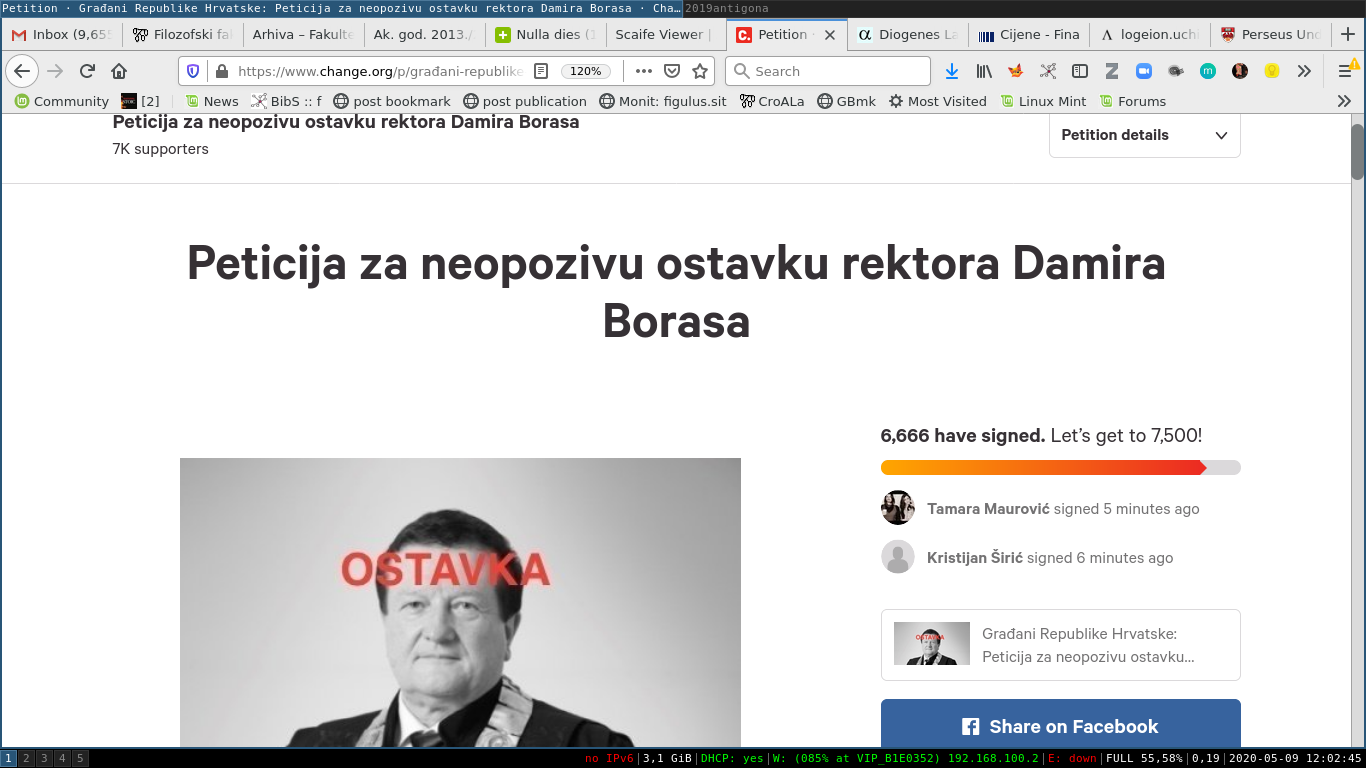 Petition · Građani Republike Hrvatske: Peticija za neopozivu ostavku rektora Damira Borasa · Cha…
2019antigona
Inbox (9,655
Filozofski fa
Arhiva – Fakulte
Ak. god. 2013./
Nulla dies (1
Scaife Viewer |
Petition ·
Diogenes La
Cijene - Fina
logeion.uchi
Perseus Und
https://www.change.org/p/građani-republike
120%
Search
Community
[2]
News
BibS :: f
post bookmark
post publication
Monit: figulus.sit
CroALa
GBmk
Most Visited
Linux Mint
Forums
Peticija za neopozivu ostavku rektora Damira Borasa
7K supporters
Petition details
Peticija za neopozivu ostavku rektora Damira
Borasa
OSTAVKA
6,666 have signed. Let’s get to 7,500!
Tamara Maurović signed 5 minutes ago
Kristijan Širić signed 6 minutes ago
OSTAVKA
Građani Republike Hrvatske:
Peticija za neopozivu ostavku...
Share on Facebook
1 2 3 4 5
no IPv6|3,1 GiB|DHCP: yes|W: (085% at VIP_B1E0352) 192.168.100.2|E: down|FULL 55,58%|0,19|2020-05-09 12:02:45